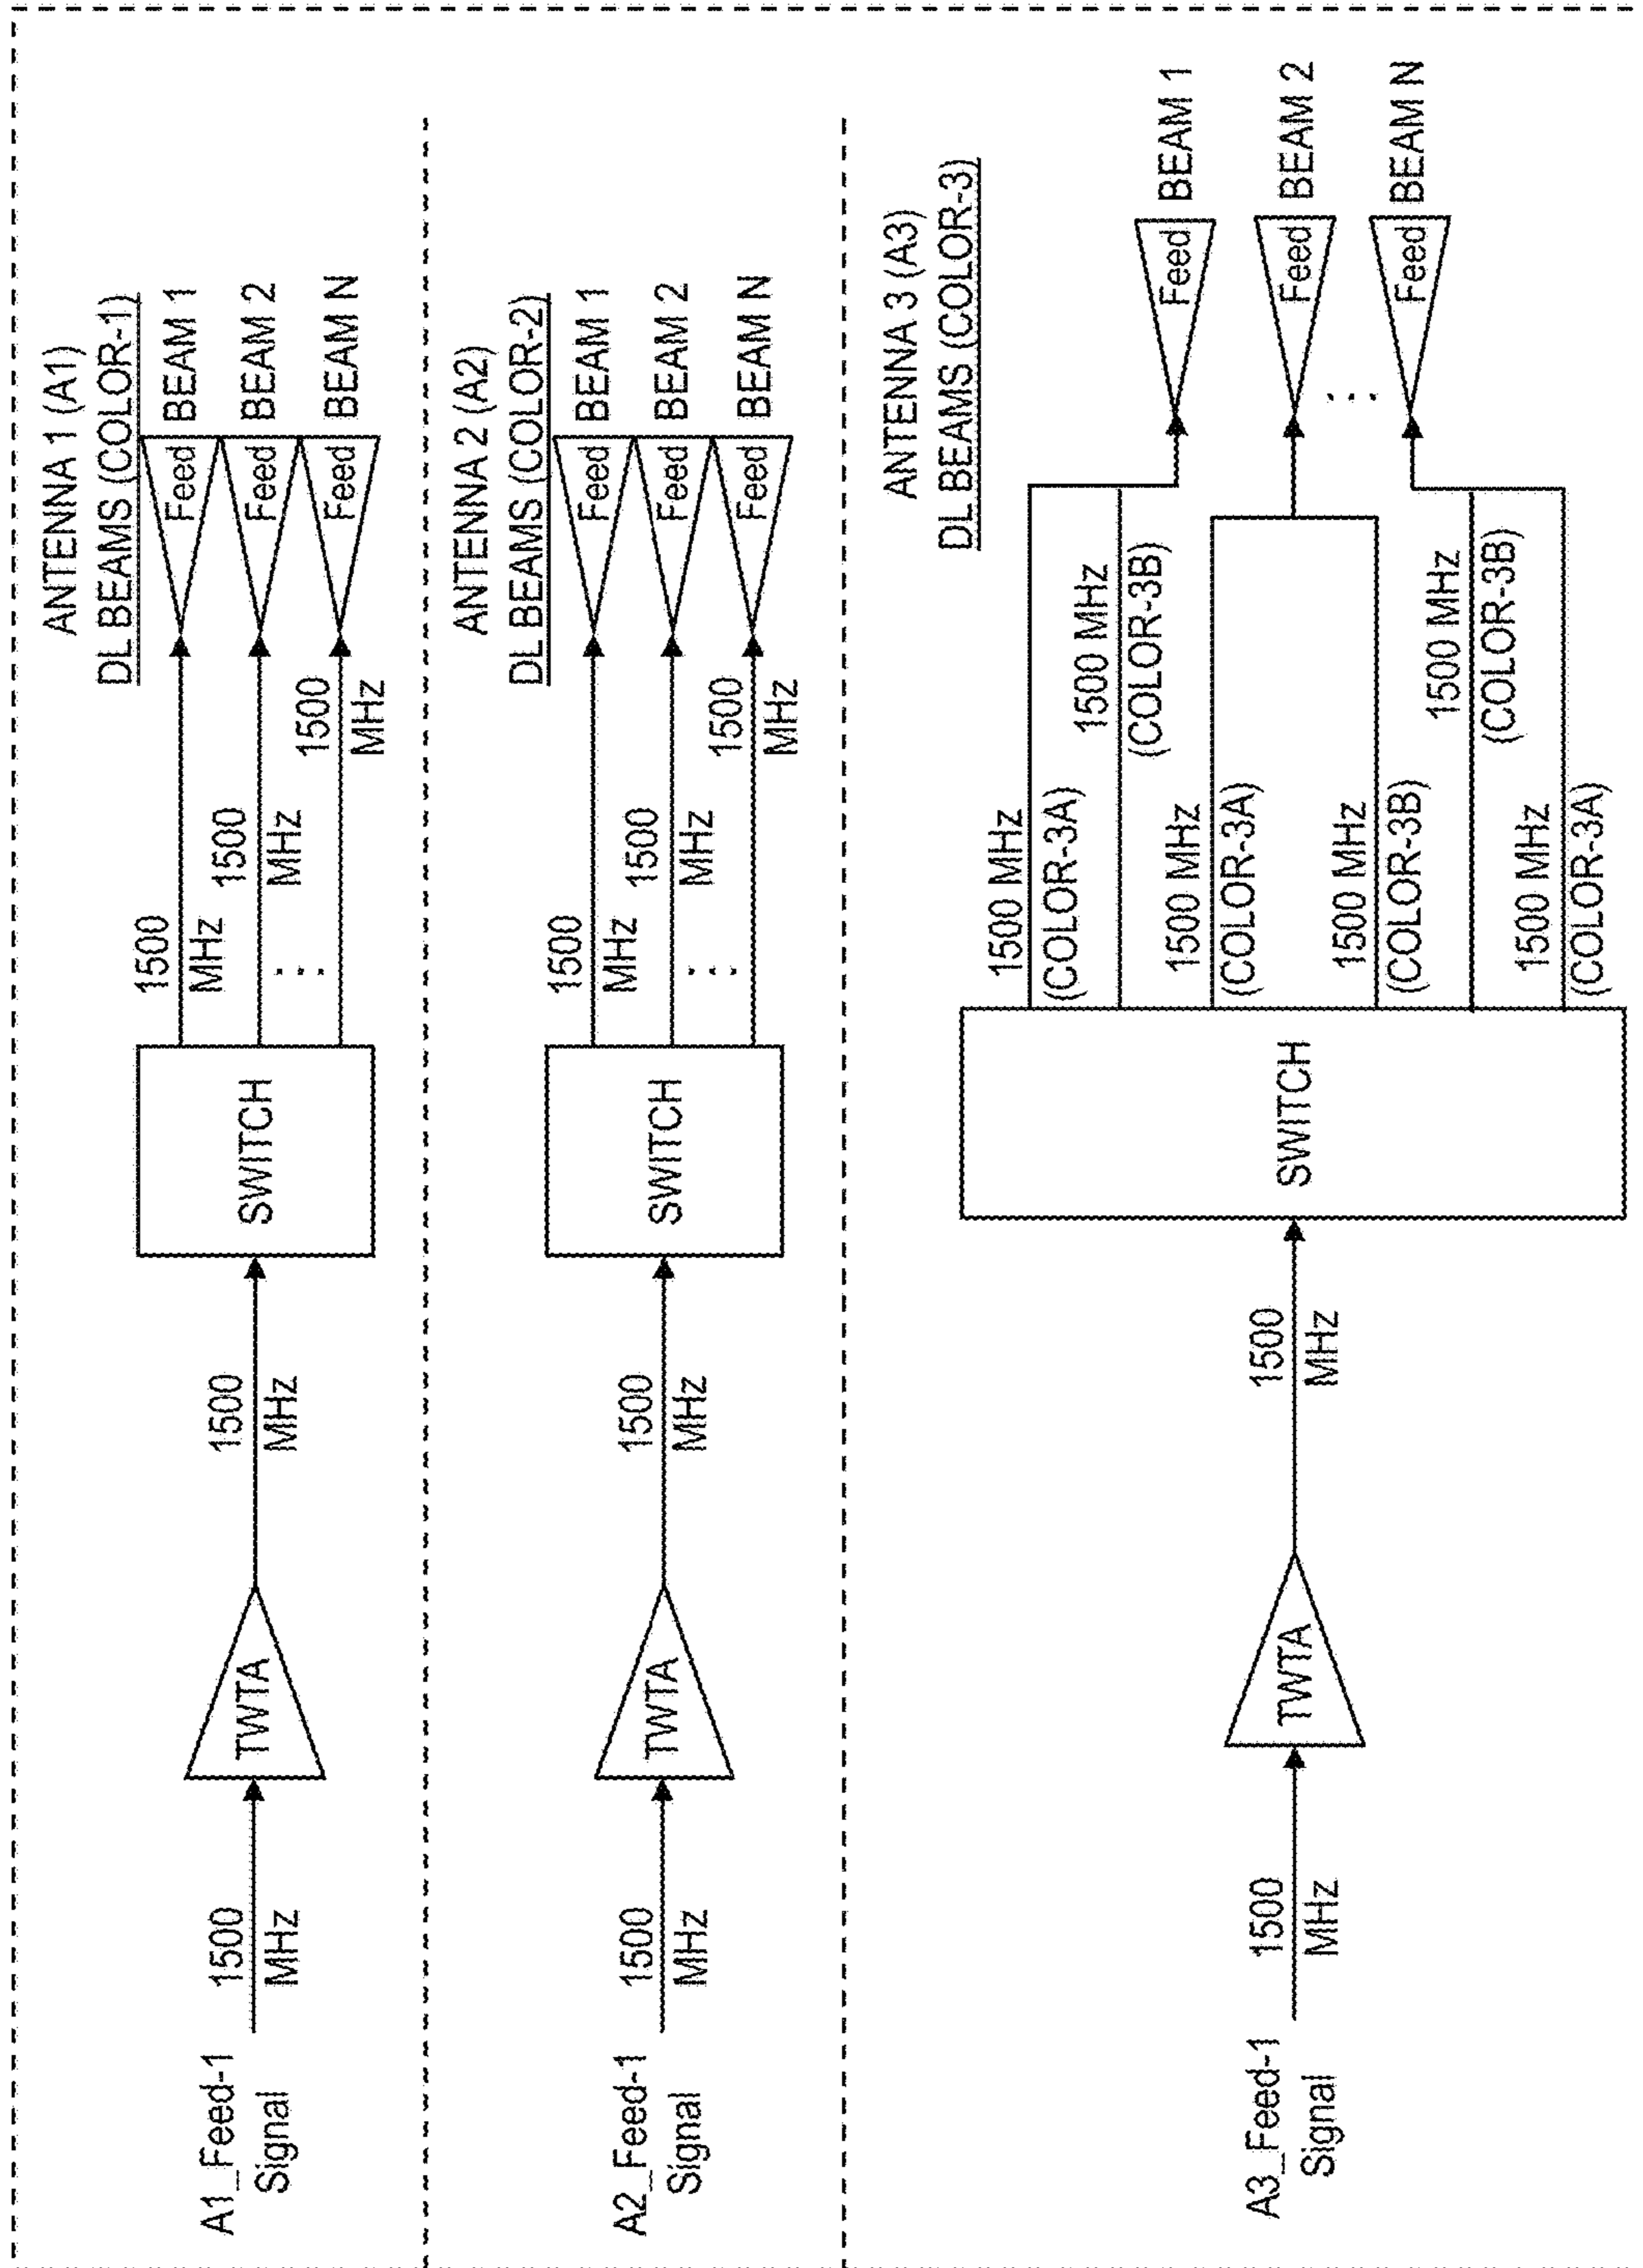 ANTENNA 1 (A1)
DL BEAMS (COLOR-1)
A1_Feed-1
Signal
1500
MHz
TWTA
1500
MHz
SWITCH
1500
MHz
1500
MHz
...
1500
MHz
Feed
BEAM 1
Feed
BEAM 2
Feed
BEAM N
ANTENNA 2 (A2)
DL BEAMS (COLOR-2)
A2_Feed-1
Signal
1500
MHz
TWTA
1500
MHz
SWITCH
1500
MHz
1500
MHz
...
1500
MHz
Feed
BEAM 1
Feed
BEAM 2
Feed
BEAM N
ANTENNA 3 (A3)
DL BEAMS (COLOR-3)
A3_Feed-1
Signal
1500
MHz
TWTA
1500
MHz
SWITCH
1500 MHz
(COLOR-3A)
1500 MHz
(COLOR-3B)
1500 MHz
(COLOR-3A)
1500 MHz
(COLOR-3B)
1500 MHz
(COLOR-3B)
1500 MHz
(COLOR-3A)
Feed
BEAM 1
Feed
BEAM 2
...
Feed
BEAM N